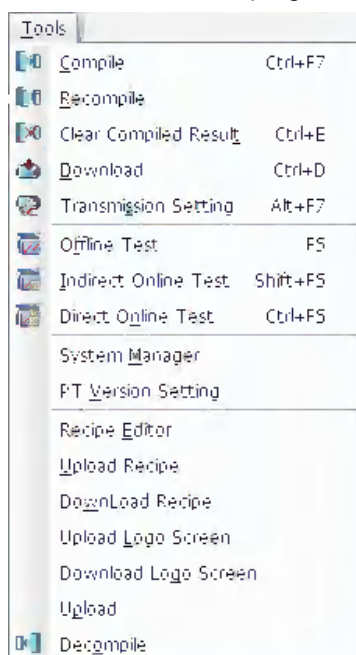 Tools
Compile Ctrl+F7
Recompile
Clear Compiled Result Ctrl+E
Download Ctrl+D
Transmission Setting Alt+F7
Offline Test F5
Indirect Online Test Shift+F5
Direct Online Test Ctrl+F5
System Manager
PT Version Setting
Recipe Editor
Upload Recipe
DownLoad Recipe
Upload Logo Screen
Download Logo Screen
Upload
Decompile